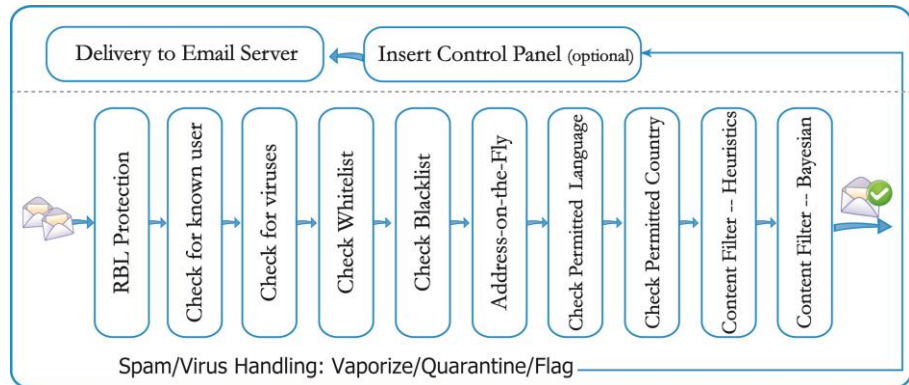 Delivery to Email Server
Insert Control Panel (optional)
RBL Protection
Check for known user
Check for viruses
Check Whitelist
Check Blacklist
Address-on-the-Fly
Check Permitted Language
Check Permitted Country
Content Filter -- Heuristics
Content Filter -- Bayesian
Spam/Virus Handling: Vaporize/Quarantine/Flag